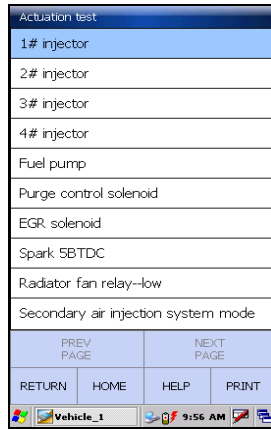 Actuation test
1# injector
2# injector
3# injector
4# injector
Fuel pump
Purge control solenoid
EGR solenoid
Spark 5BTDC
Radiator fan relay--low
Secondary air injection system mode
PREV PAGE
NEXT PAGE
RETURN HOME HELP PRINT
Vehicle_1 9:56 AM